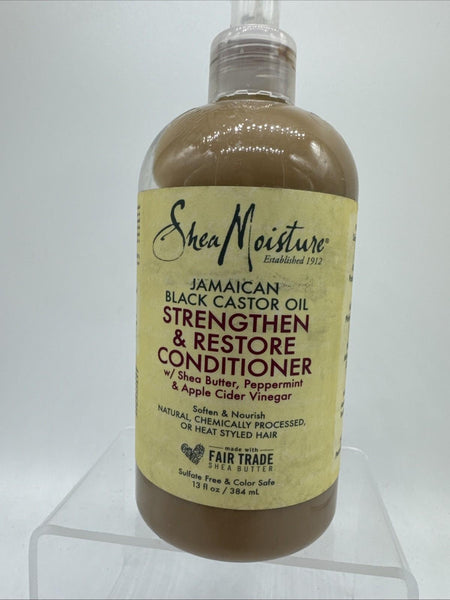 Shea Moisture®
Established 1912
JAMAICAN
BLACK CASTOR OIL
STRENGTHEN
& RESTORE
CONDITIONER
w/ Shea Butter, Peppermint
& Apple Cider Vinegar
Soften & Nourish
NATURAL, CHEMICALLY PROCESSED,
OR HEAT STYLED HAIR
made with
FAIR TRADE
SHEA BUTTER
Sulfate Free & Color Safe
13 fl oz / 384 mL